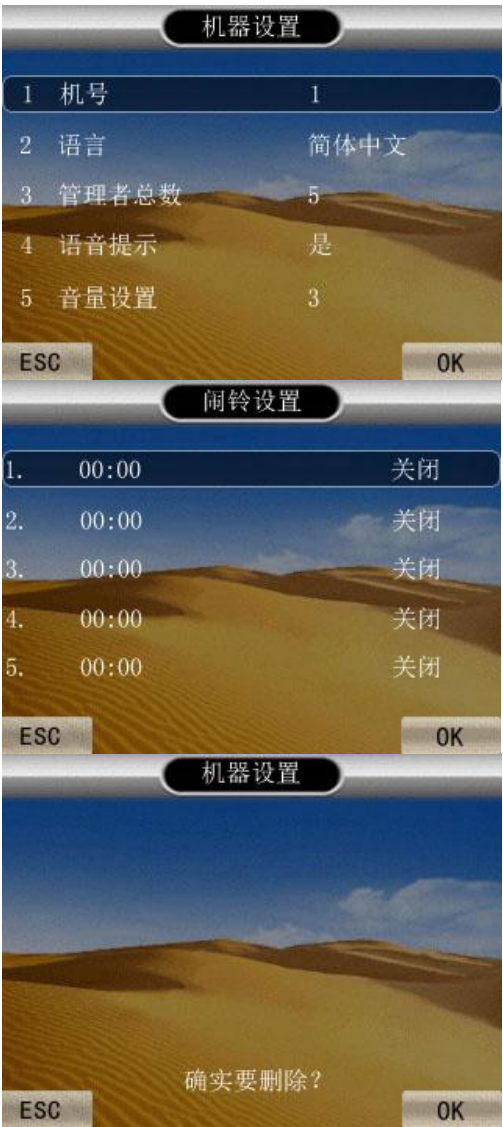 机器设置
1 机号 1
2 语言 简体中文
3 管理者总数 5
4 语音提示 是
5 音量设置 3
ESC OK
闹铃设置
1. 00:00 关闭
2. 00:00 关闭
3. 00:00 关闭
4. 00:00 关闭
5. 00:00 关闭
ESC OK
机器设置
确实要删除?
ESC OK